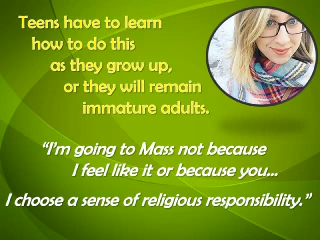 Teens have to learn
how to do this
as they grow up,
or they will remain
immature adults.
“I’m going to Mass not because
I feel like it or because you...
I choose a sense of religious responsibility.”